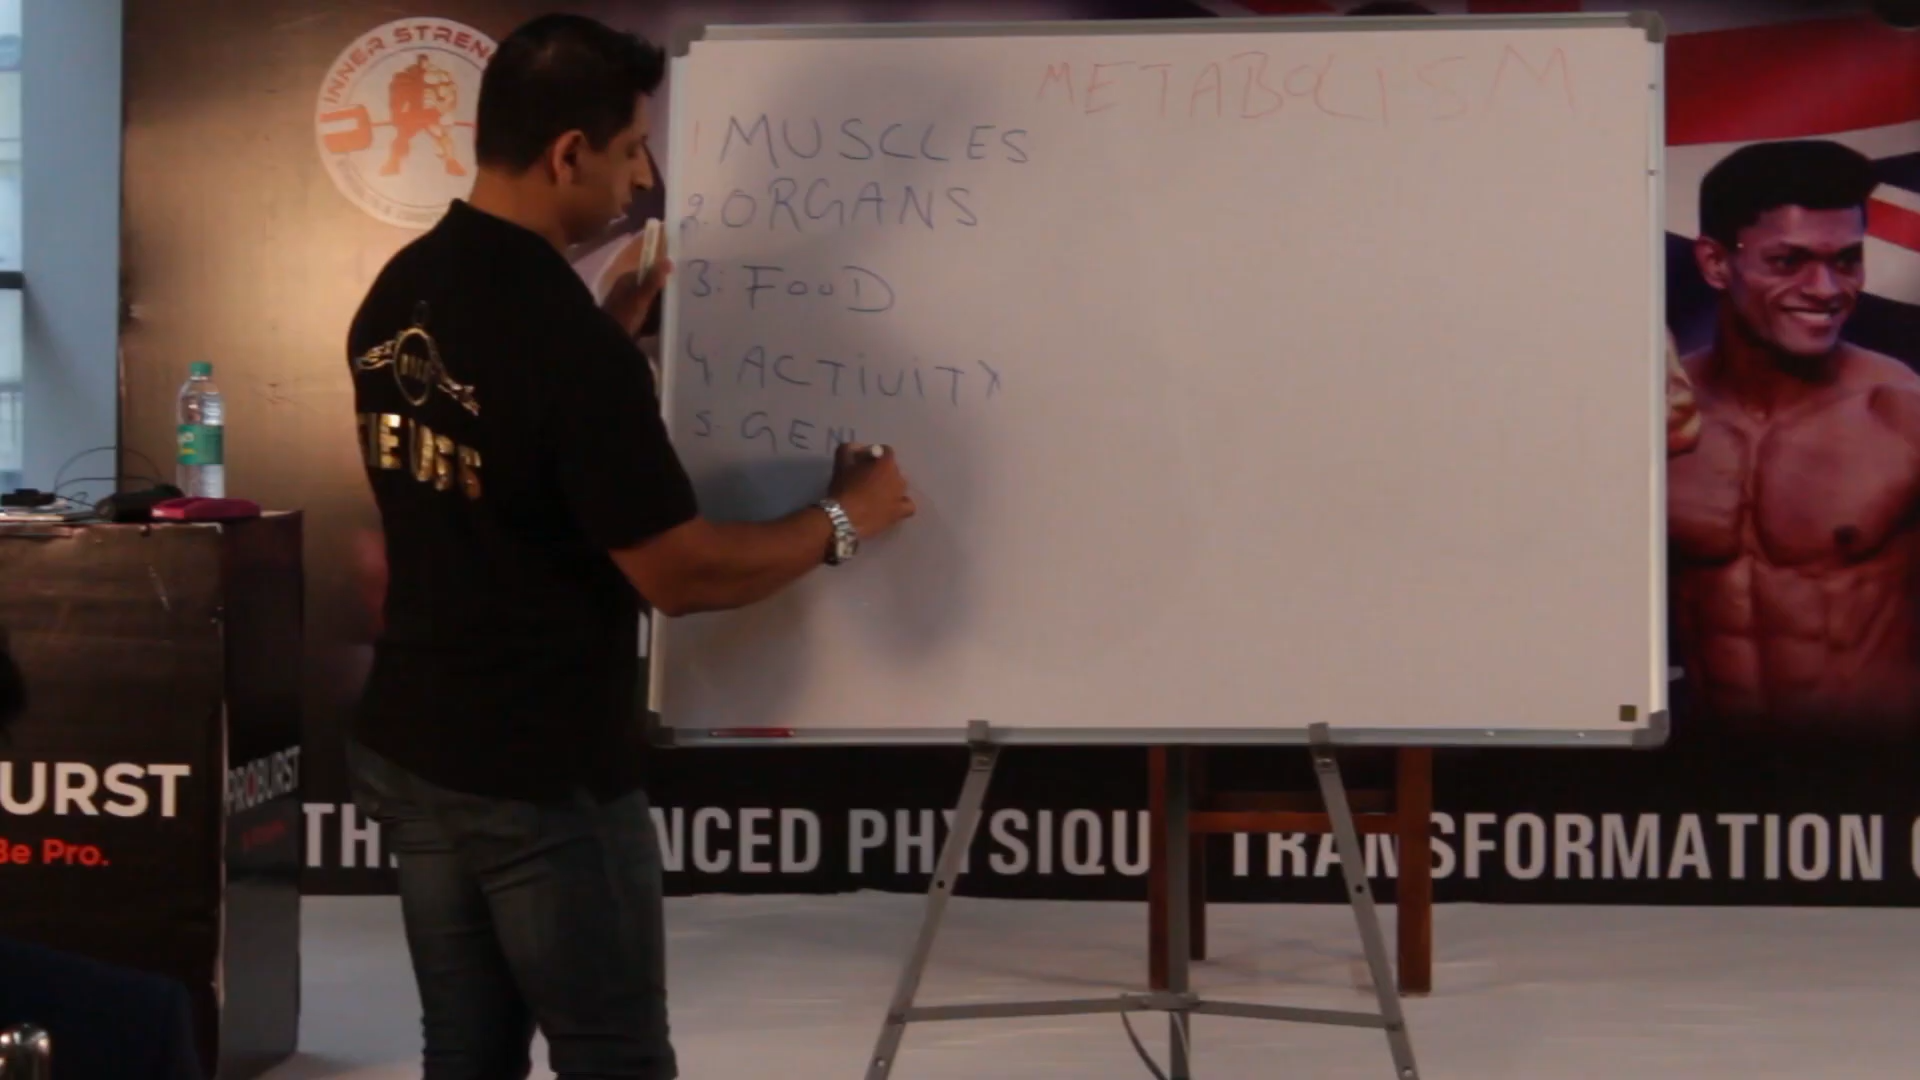 INNER STREN
U
METABOLISM
1 MUSCLES
2. ORGANS
3: FOOD
4 ACTIVITY
5. GEN
URST
Be Pro.
PROBURST
TH NCED PHYSIQU TRANSFORMATION